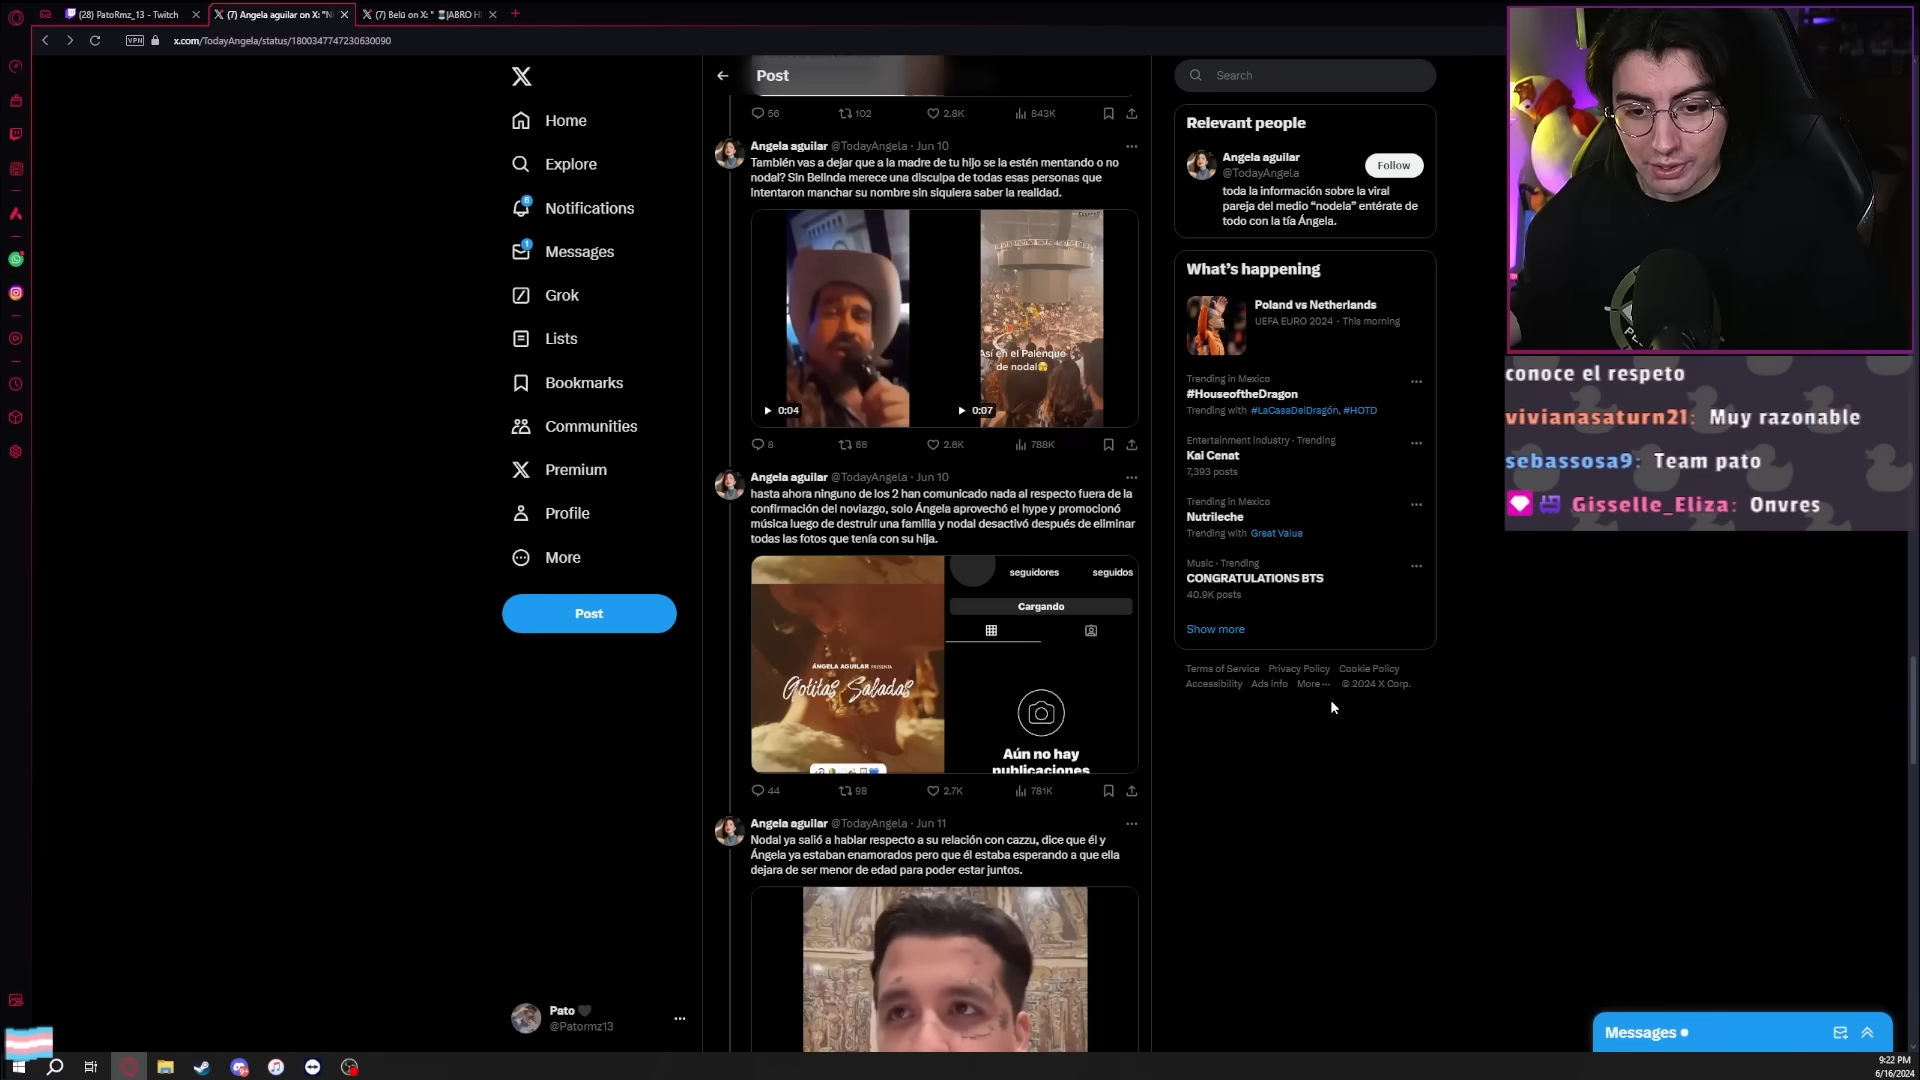 (28) PatoRmz_13 - Twitch
(7) Angela aguilar on X: "N
(7) Belü on X: "
x.com/TodayAngela/status/1800347747230630090
VPN
Home
Explore
6
Notifications
1
Messages
Grok
Lists
Bookmarks
Communities
Premium
Profile
More
Post
Pato
@Patormz13
Post
56
102
2.8K
843K
Angela aguilar @TodayAngela · Jun 10
También vas a dejar que a la madre de tu hijo se la estén mentando o no
nodal? Sin Belinda merece una disculpa de todas esas personas que
intentaron manchar su nombre sin siquiera saber la realidad.
Así en el Palenque
de nodal
0:04
0:07
8
66
2.6K
788K
Angela aguilar @TodayAngela · Jun 10
hasta ahora ninguno de los 2 han comunicado nada al respecto fuera de la
confirmación del noviazgo, solo Ángela aprovechó el hype y promocionó
música luego de destruir una familia y nodal desactivó después de eliminar
todas las fotos que tenía con su hija.
ÁNGELA AGUILAR PRESENTA
Gotitas Saladas
seguidores
seguidos
Cargando
Aún no hay
publicaciones
44
98
2.7K
781K
Angela aguilar @TodayAngela · Jun 11
Nodal ya salió a hablar respecto a su relación con cazzu, dice que él y
Ángela ya estaban enamorados pero que él estaba esperando a que ella
dejara de ser menor de edad para poder estar juntos.
Search
Relevant people
Angela aguilar
@TodayAngela
Follow
toda la información sobre la viral
pareja del medio “nodela” entérate de
todo con la tía Ángela.
What’s happening
Poland vs Netherlands
UEFA EURO 2024 · This morning
Trending in Mexico
#HouseoftheDragon
Trending with #LaCasaDelDragón, #HOTD
Entertainment industry · Trending
Kai Cenat
7,393 posts
Trending in Mexico
Nutrileche
Trending with Great Value
Music · Trending
CONGRATULATIONS BTS
40.9K posts
Show more
Terms of Service Privacy Policy Cookie Policy
Accessibility Ads info More ··· © 2024 X Corp.
conoce el respeto
vivianasaturn21: Muy razonable
sebassosa9: Team pato
Gisselle_Eliza: Onvres
Messages
9:22 PM
6/16/2024